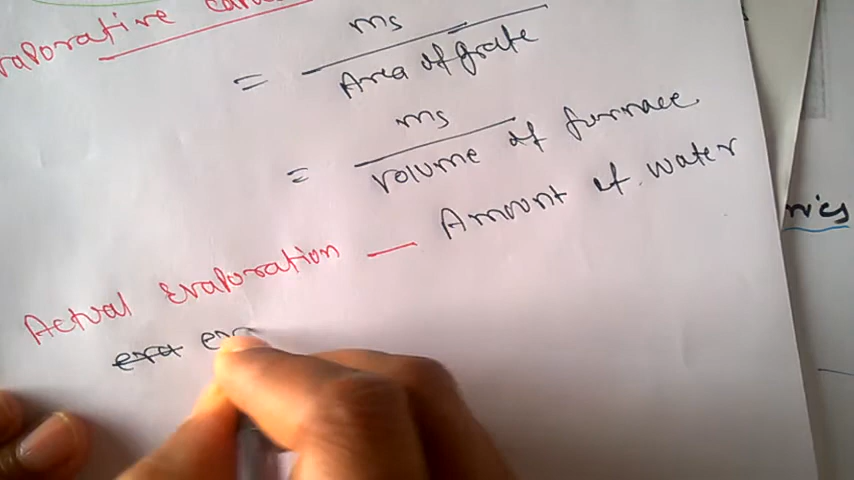 = ms / Area of grate
= ms / volume of furnace
Actual Evaporation — Amount of water